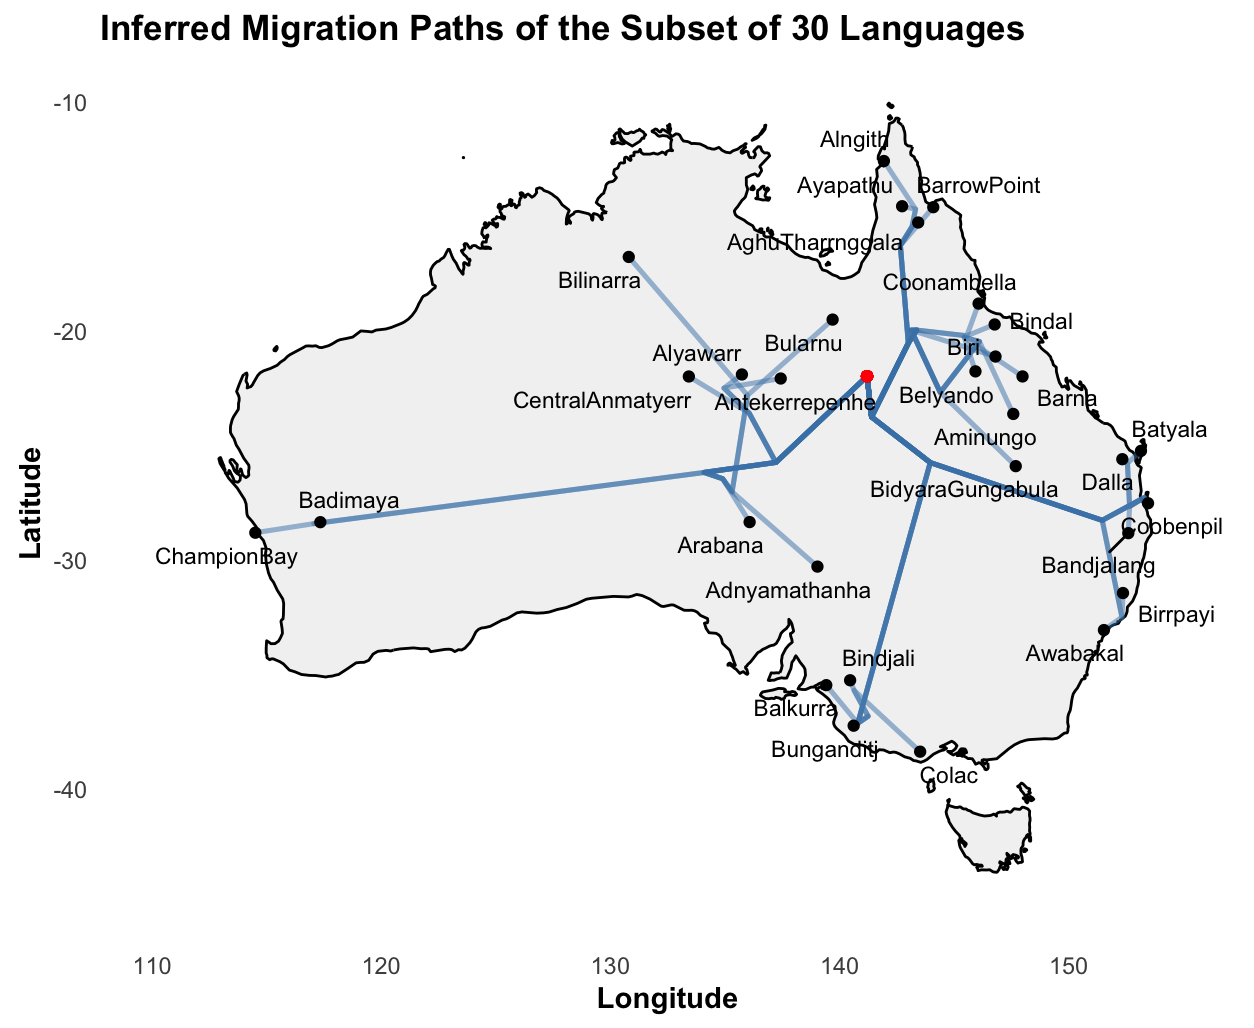 Inferred Migration Paths of the Subset of 30 Languages
-10
Alngith
Ayapathu
BarrowPoint
AghuTharrnggala
Bilinarra
Coonambella
-20
Bindal
Bularnu
Biri
Alyawarr
CentralAnmatyerr
Antekerrepenhe
Belyando
Barna
Aminungo
Batyala
Latitude
Badimaya
BidyaraGungabula
Dalla
Coobenpil
ChampionBay
Arabana
-30
Bandjalang
Adnyamathanha
Birrpayi
Awabakal
Bindjali
Balkurra
Bunganditj
Colac
-40
110
120
130
140
150
Longitude